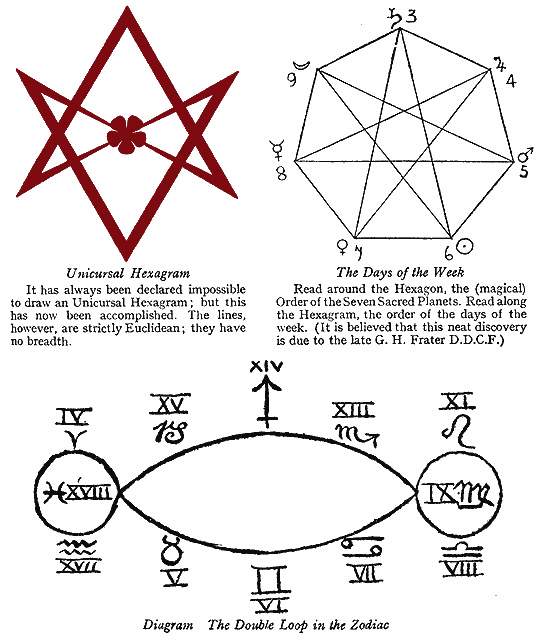 3
9
4
8
5
7
6
Unicursal Hexagram
It has always been declared impossible
to draw an Unicursal Hexagram; but this
has now been accomplished. The lines,
however, are strictly Euclidean; they have
no breadth.
The Days of the Week
Read around the Hexagon, the (magical)
Order of the Seven Sacred Planets. Read along
the Hexagram, the order of the days of the
week. (It is believed that this neat discovery
is due to the late G. H. Frater D.D.C.F.)
XIV
XV
XIII
IV
XI
XVIII
IX
XVII
V
VI
VII
VIII
Diagram The Double Loop in the Zodiac